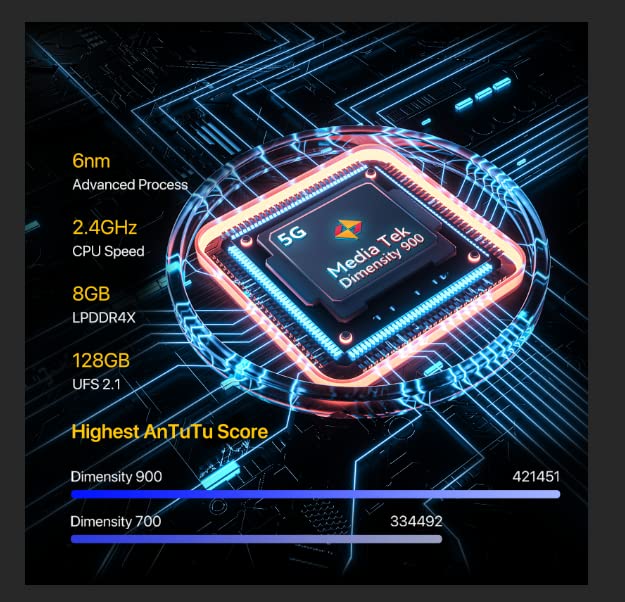 6nm
Advanced Process
2.4GHz
CPU Speed
8GB
LPDDR4X
128GB
UFS 2.1
5G
Media Tek
Dimensity 900
Highest AnTuTu Score
Dimensity 900 421451
Dimensity 700 334492